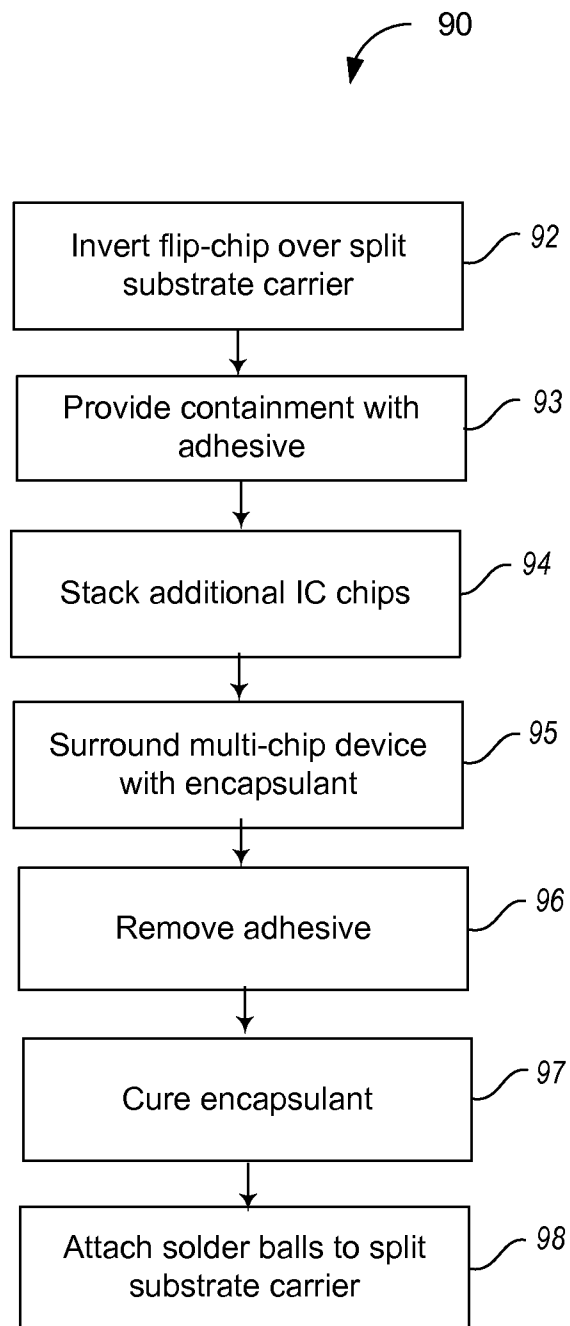 90
Invert flip-chip over split
substrate carrier
92
Provide containment with
adhesive
93
Stack additional IC chips
94
Surround multi-chip device
with encapsulant
95
Remove adhesive
96
Cure encapsulant
97
Attach solder balls to split
substrate carrier
98